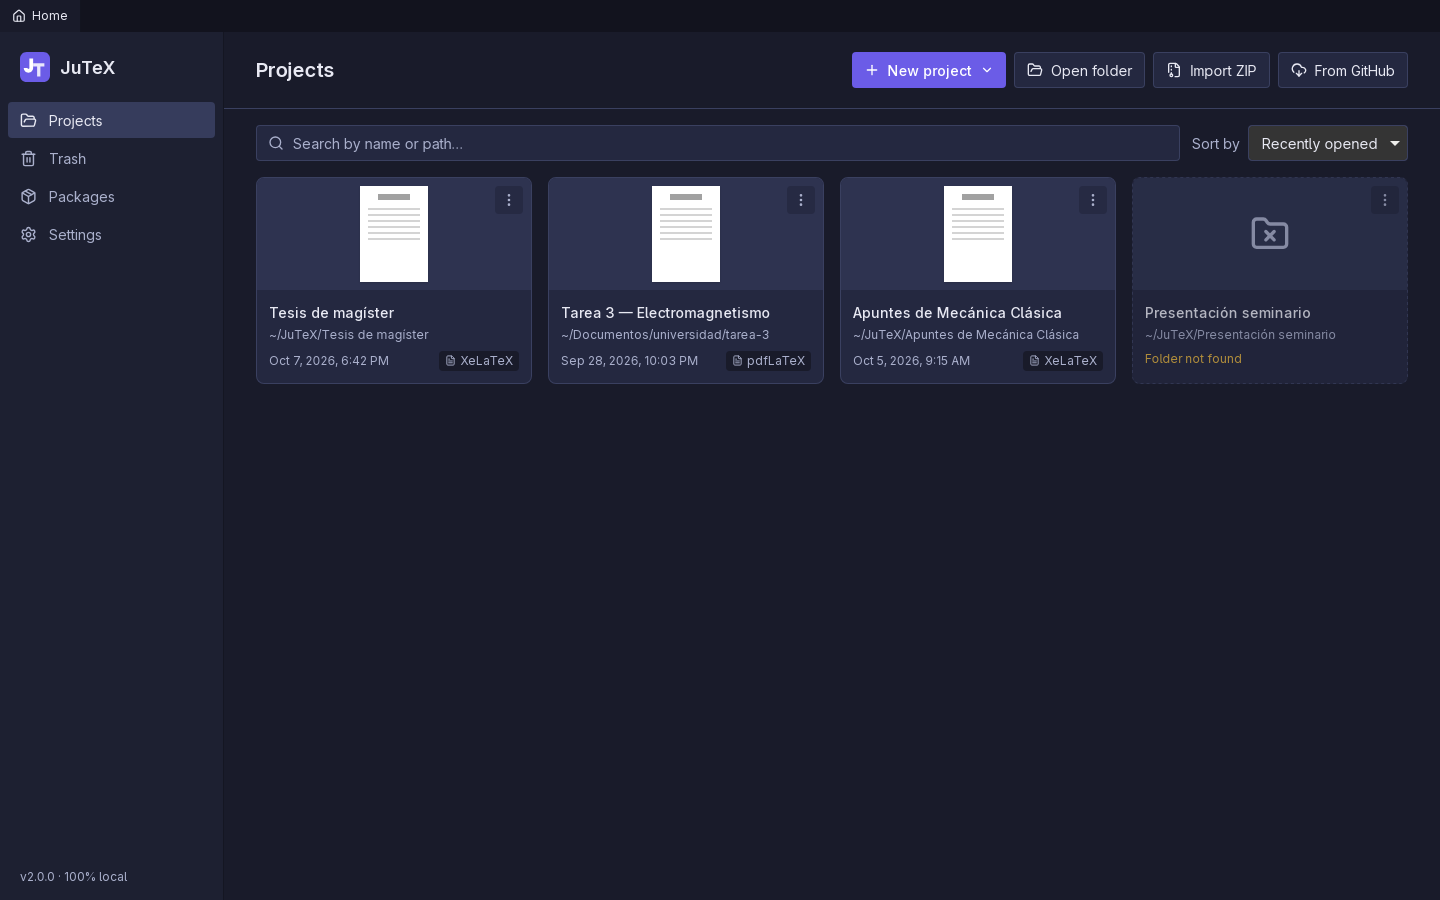 Home
JuTeX
Projects
Trash
Packages
Settings
v2.0.0 · 100% local
Projects
New project
Open folder
Import ZIP
From GitHub
Search by name or path...
Sort by
Recently opened
Tesis de magíster
~/JuTeX/Tesis de magíster
Oct 7, 2026, 6:42 PM
XeLaTeX
Tarea 3 — Electromagnetismo
~/Documentos/universidad/tarea-3
Sep 28, 2026, 10:03 PM
pdfLaTeX
Apuntes de Mecánica Clásica
~/JuTeX/Apuntes de Mecánica Clásica
Oct 5, 2026, 9:15 AM
XeLaTeX
Presentación seminario
~/JuTeX/Presentación seminario
Folder not found